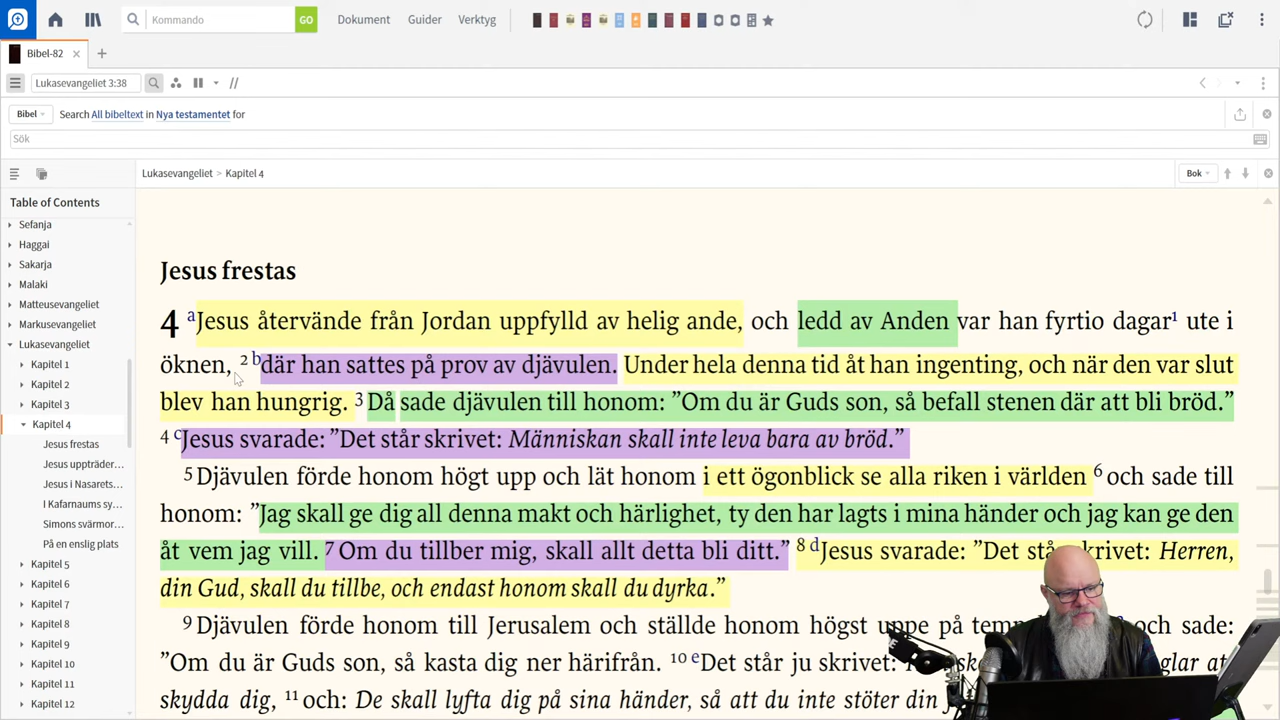 Kommando
GO
Dokument
Guider
Verktyg
Bibel-82
Lukasevangeliet 3:38
Bibel
Search All bibeltext in Nya testamentet for
Sök
Lukasevangeliet > Kapitel 4
Bok
Table of Contents
Sefanja
Haggai
Sakarja
Malaki
Matteusevangeliet
Markusevangeliet
Lukasevangeliet
Kapitel 1
Kapitel 2
Kapitel 3
Kapitel 4
Jesus frestas
Jesus uppträder...
Jesus i Nasarets...
I Kafarnaums sy...
Simons svärmor...
På en enslig plats
Kapitel 5
Kapitel 6
Kapitel 7
Kapitel 8
Kapitel 9
Kapitel 10
Kapitel 11
Kapitel 12
Jesus frestas
4 aJesus återvände från Jordan uppfylld av helig ande, och ledd av Anden var han fyrtio dagar1 ute i
öknen, 2 bdär han sattes på prov av djävulen. Under hela denna tid åt han ingenting, och när den var slut
blev han hungrig. 3 Då sade djävulen till honom: ”Om du är Guds son, så befall stenen där att bli bröd.”
4 cJesus svarade: ”Det står skrivet: Människan skall inte leva bara av bröd.”
5 Djävulen förde honom högt upp och lät honom i ett ögonblick se alla riken i världen 6 och sade till
honom: ”Jag skall ge dig all denna makt och härlighet, ty den har lagts i mina händer och jag kan ge den
åt vem jag vill. 7 Om du tillber mig, skall allt detta bli ditt.” 8 dJesus svarade: ”Det står skrivet: Herren,
din Gud, skall du tillbe, och endast honom skall du dyrka.”
9 Djävulen förde honom till Jerusalem och ställde honom högst uppe på och sade:
”Om du är Guds son, så kasta dig ner härifrån. 10 eDet står ju skrivet:
skydda dig, 11 och: De skall lyfta dig på sina händer, så att du inte stöter din